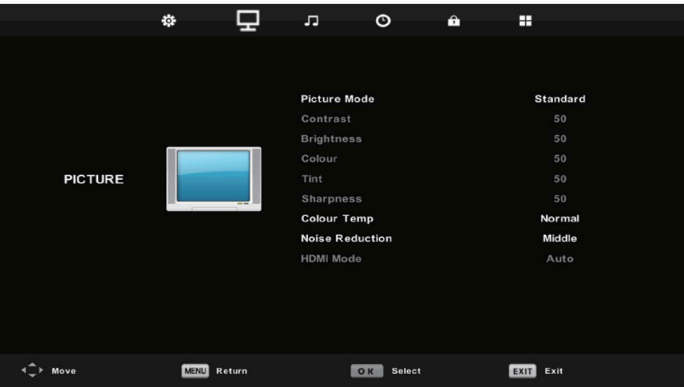 Picture Mode Standard
Contrast 50
Brightness 50
Colour 50
PICTURE
Tint 50
Sharpness 50
Colour Temp Normal
Noise Reduction Middle
HDMI Mode Auto
Move MENU Return OK Select EXIT Exit